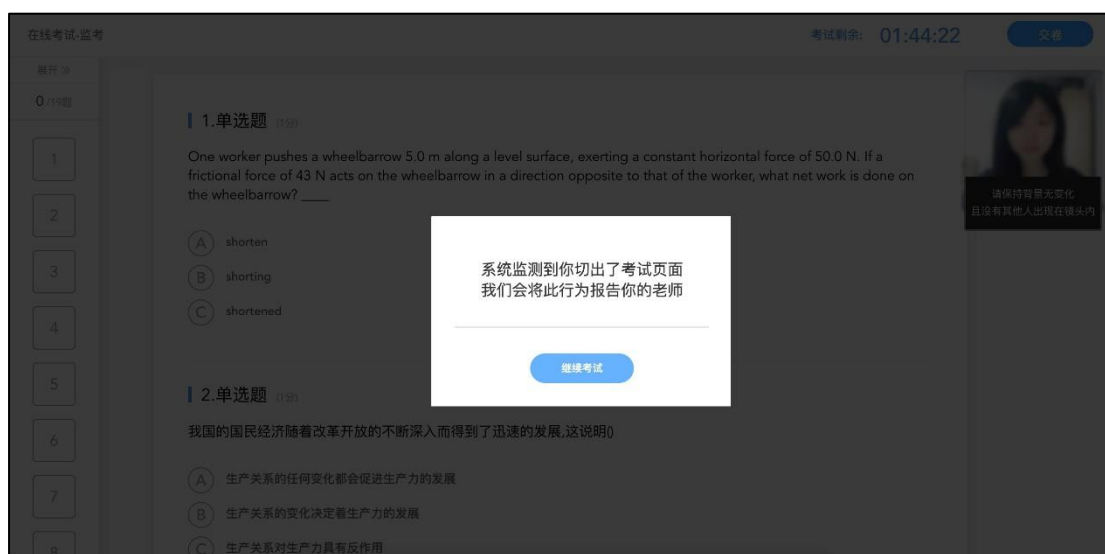 在线考试-监考
考试剩余: 01:44:22
交卷
展开 >>
0 /19题
1.单选题 (1分)
One worker pushes a wheelbarrow 5.0 m along a level surface, exerting a constant horizontal force of 50.0 N. If a
frictional force of 43 N acts on the wheelbarrow in a direction opposite to that of the worker, what net work is done on
the wheelbarrow? ____
A shorten
B shorting
C shortened
请保持背景无变化
且没有其他人出现在镜头内
系统监测到你切出了考试页面
我们会将此行为报告你的老师
继续考试
2.单选题 (1分)
我国的国民经济随着改革开放的不断深入而得到了迅速的发展,这说明()
A 生产关系的任何变化都会促进生产力的发展
B 生产关系的变化决定着生产力的发展
C 生产关系对生产力具有反作用
1
2
3
4
5
6
7
8